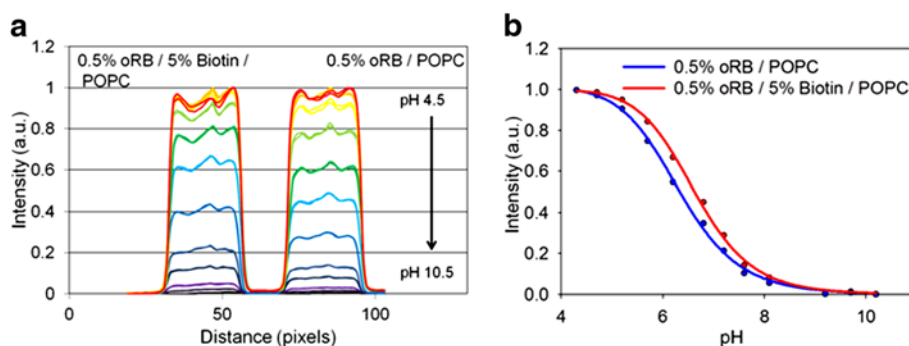 a
1.2
1
0.8
0.6
0.4
0.2
0
Intensity (a.u.)
0.5% oRB / 5% Biotin /
POPC
0.5% oRB / POPC
pH 4.5
pH 10.5
0
50
100
Distance (pixels)
b
1.2
1.0
0.8
0.6
0.4
0.2
0.0
Intensity (a.u.)
0.5% oRB / POPC
0.5% oRB / 5% Biotin / POPC
4
6
8
10
pH